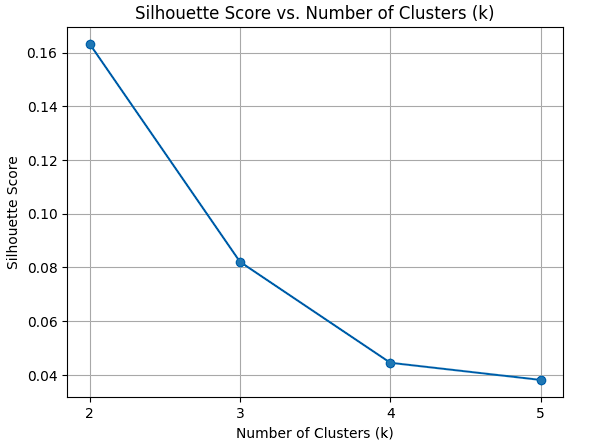 Silhouette Score vs. Number of Clusters (k)
Silhouette Score
0.16
0.14
0.12
0.10
0.08
0.06
0.04
2 3 4 5
Number of Clusters (k)